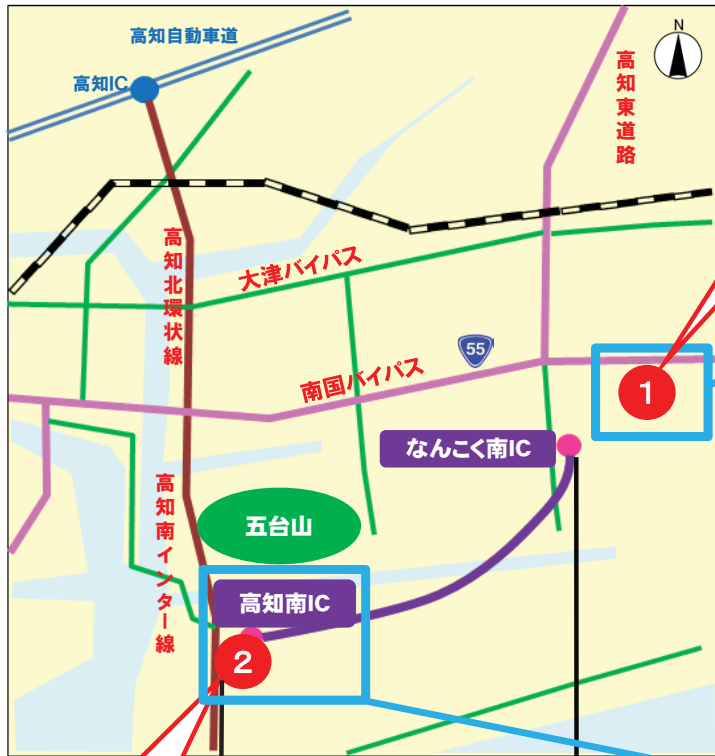 高知自動車道
高知IC
N
高知東道路
高知北環状線
大津バイパス
55
南国バイパス
1
なんこく南IC
高知南インター線
五台山
高知南IC
2